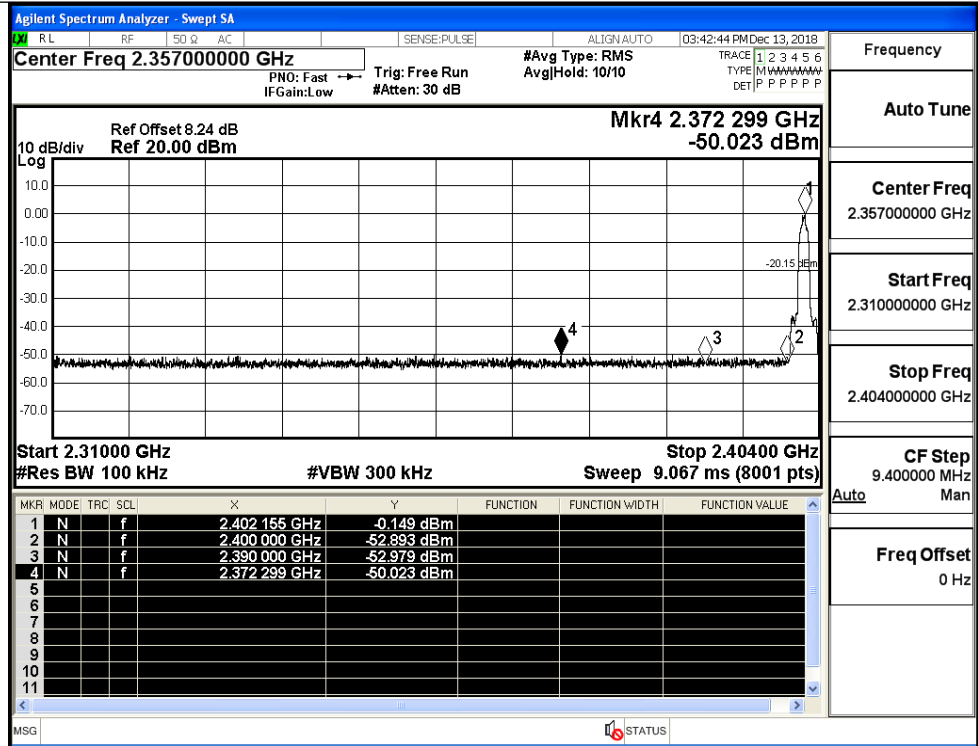 Agilent Spectrum Analyzer - Swept SA
LXI RL RF 50 Ω AC SENSE:PULSE ALIGN AUTO 03:42:44 PM Dec 13, 2018
Center Freq 2.357000000 GHz
PNO: Fast
IFGain:Low
Trig: Free Run
#Atten: 30 dB
#Avg Type: RMS
Avg|Hold: 10/10
TRACE 1 2 3 4 5 6
TYPE M W W W W W
DET P P P P P P
Ref Offset 8.24 dB
Ref 20.00 dBm
10 dB/div
Log
Mkr4 2.372 299 GHz
-50.023 dBm
10.0
0.00
-10.0
-20.0
-30.0
-40.0
-50.0
-60.0
-70.0
1
-20.15 dBm
4
3
2
Start 2.31000 GHz
Stop 2.40400 GHz
#Res BW 100 kHz
#VBW 300 kHz
Sweep 9.067 ms (8001 pts)
MKR MODE TRC SCL X Y FUNCTION FUNCTION WIDTH FUNCTION VALUE
1 N f 2.402 155 GHz -0.149 dBm
2 N f 2.400 000 GHz -52.893 dBm
3 N f 2.390 000 GHz -52.979 dBm
4 N f 2.372 299 GHz -50.023 dBm
5
6
7
8
9
10
11
MSG
STATUS
Frequency
Auto Tune
Center Freq
2.357000000 GHz
Start Freq
2.310000000 GHz
Stop Freq
2.404000000 GHz
CF Step
9.400000 MHz
Auto Man
Freq Offset
0 Hz